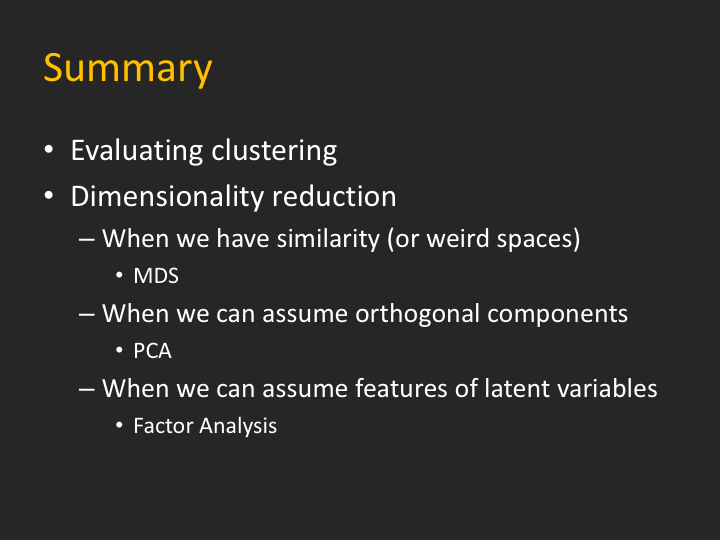 Summary
• Evaluating clustering
• Dimensionality reduction
– When we have similarity (or weird spaces)
• MDS
– When we can assume orthogonal components
• PCA
– When we can assume features of latent variables
• Factor Analysis